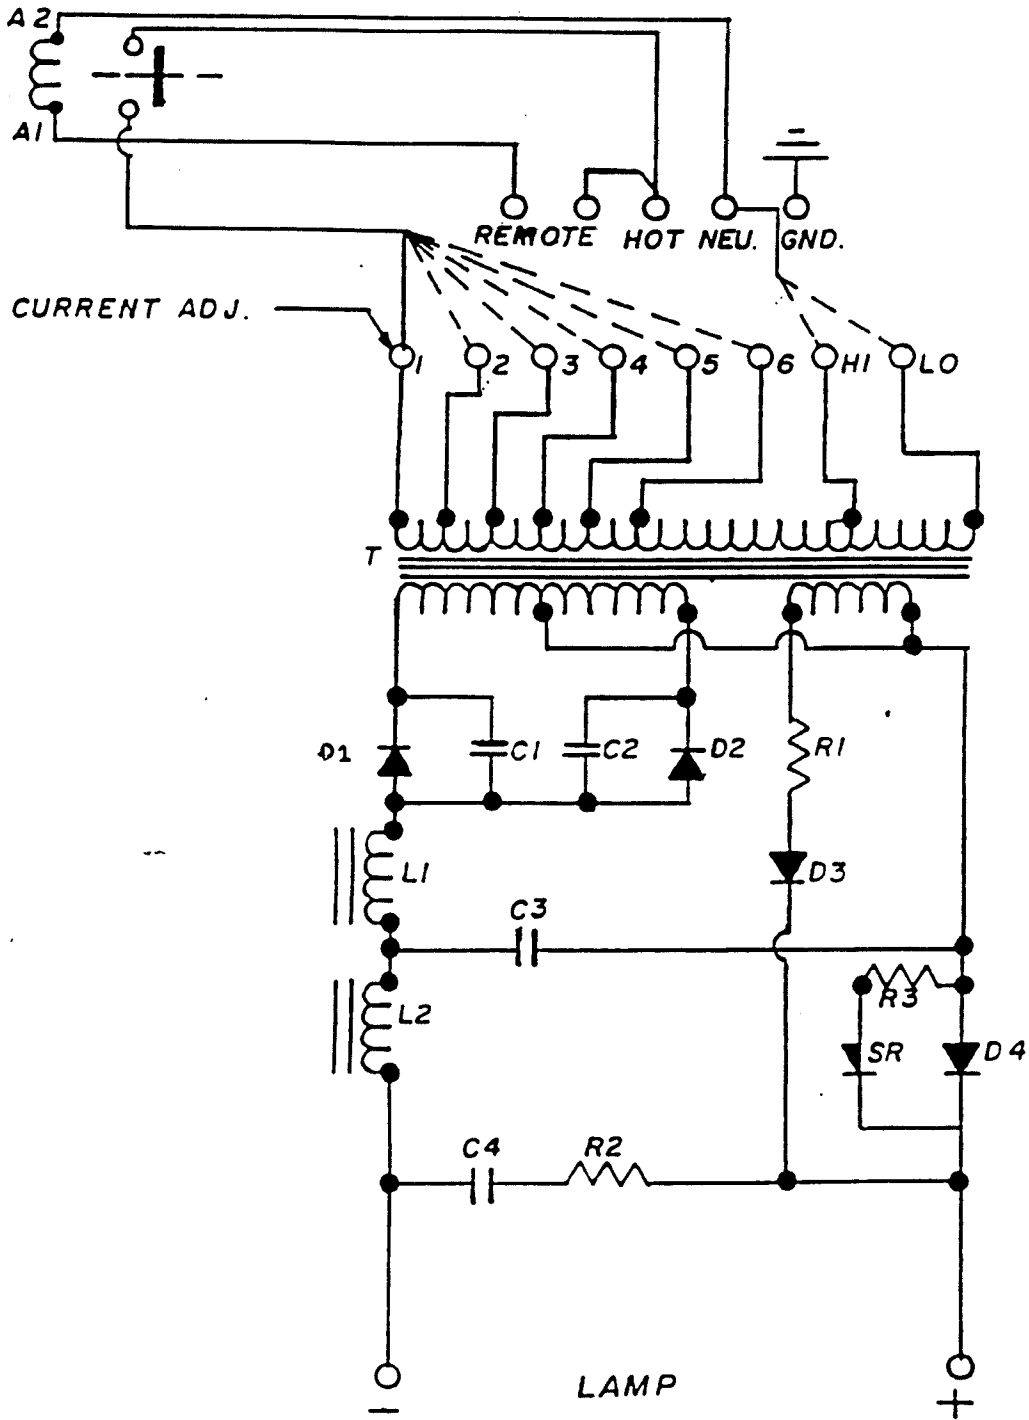 A2
A1
REMOTE HOT NEU. GND.
CURRENT ADJ.
1 2 3 4 5 6 HI LO
T
D1 C1 C2 D2 R1
L1 D3
C3
L2 R3
SR D4
C4 R2
LAMP
- +